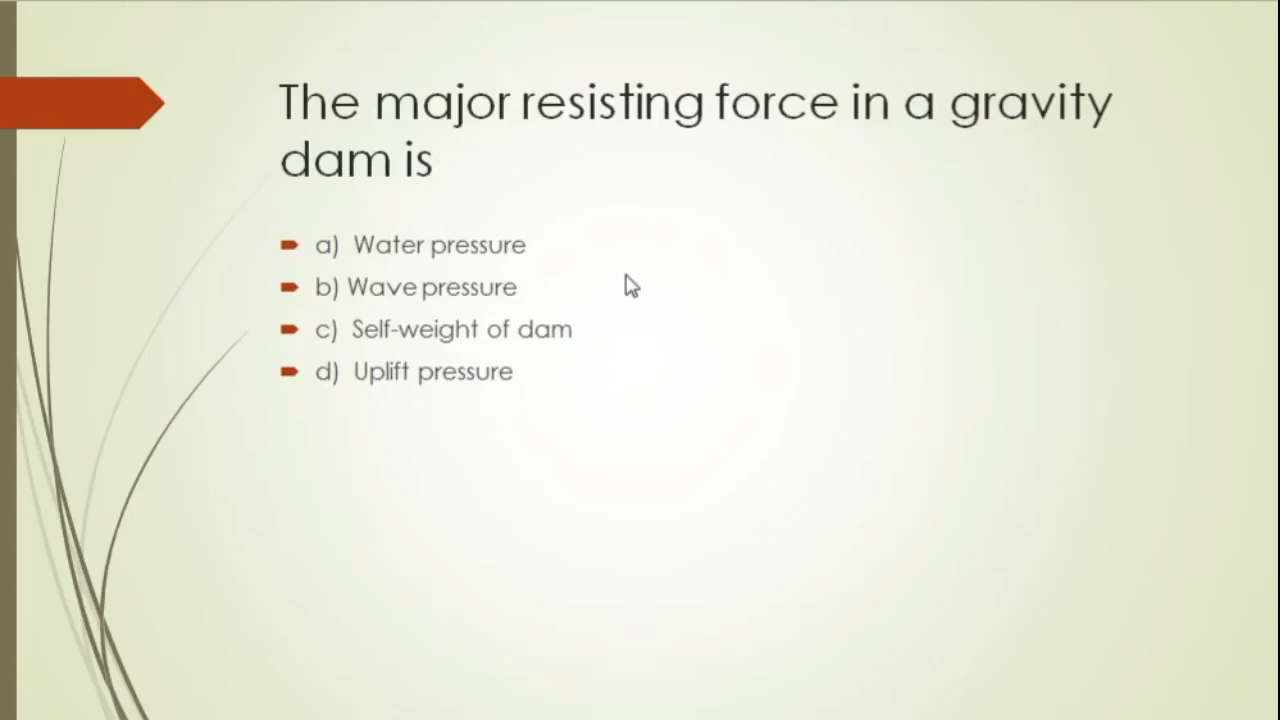 The major resisting force in a gravity
dam is
a) Water pressure
b) Wave pressure
c) Self-weight of dam
d) Uplift pressure